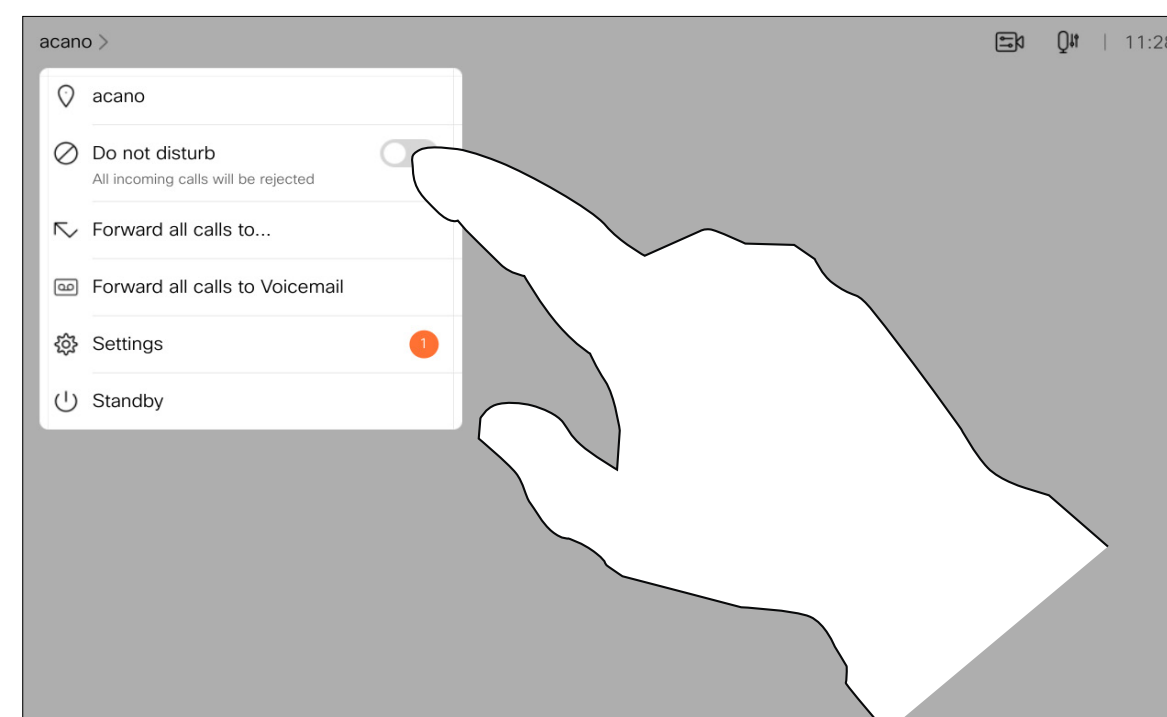 acano
11:28
acano
Do not disturb
All incoming calls will be rejected
Forward all calls to...
Forward all calls to Voicemail
Settings
1
Standby